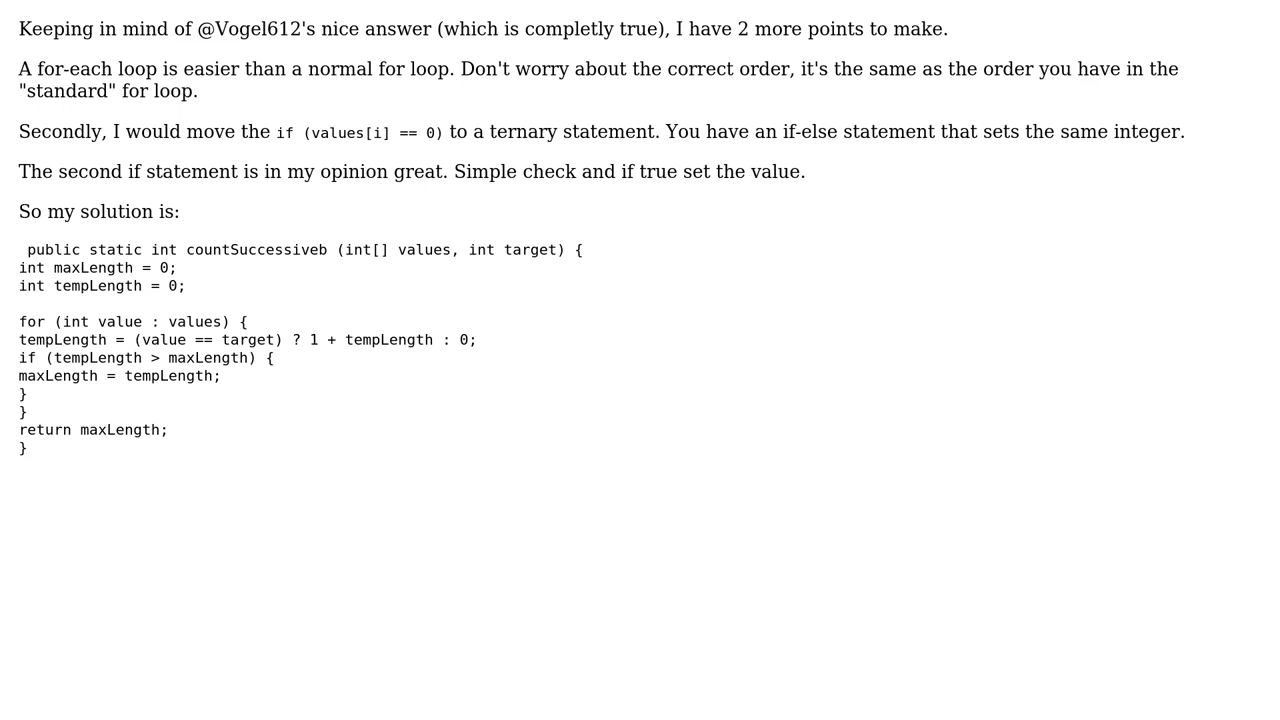 Keeping in mind of @Vogel612's nice answer (which is completly true), I have 2 more points to make.
A for-each loop is easier than a normal for loop. Don't worry about the correct order, it's the same as the order you have in the
"standard" for loop.
Secondly, I would move the if (values[i] == 0) to a ternary statement. You have an if-else statement that sets the same integer.
The second if statement is in my opinion great. Simple check and if true set the value.
So my solution is:
public static int countSuccessiveb (int[] values, int target) {
int maxLength = 0;
int tempLength = 0;
for (int value : values) {
tempLength = (value == target) ? 1 + tempLength : 0;
if (tempLength > maxLength) {
maxLength = tempLength;
}
}
return maxLength;
}